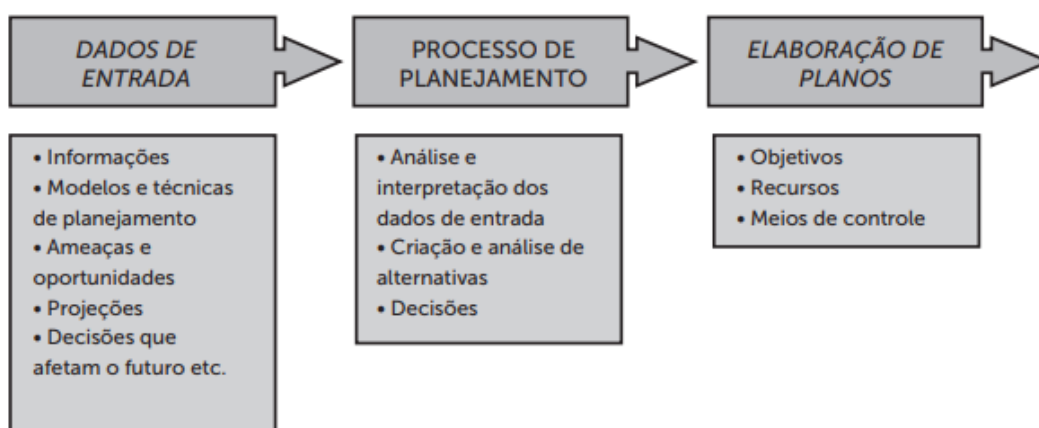 DADOS DE
ENTRADA
PROCESSO DE
PLANEJAMENTO
ELABORAÇÃO DE
PLANOS
• Informações
• Modelos e técnicas
de planejamento
• Ameaças e
oportunidades
• Projeções
• Decisões que
afetam o futuro etc.
• Análise e
interpretação dos
dados de entrada
• Criação e análise de
alternativas
• Decisões
• Objetivos
• Recursos
• Meios de controle